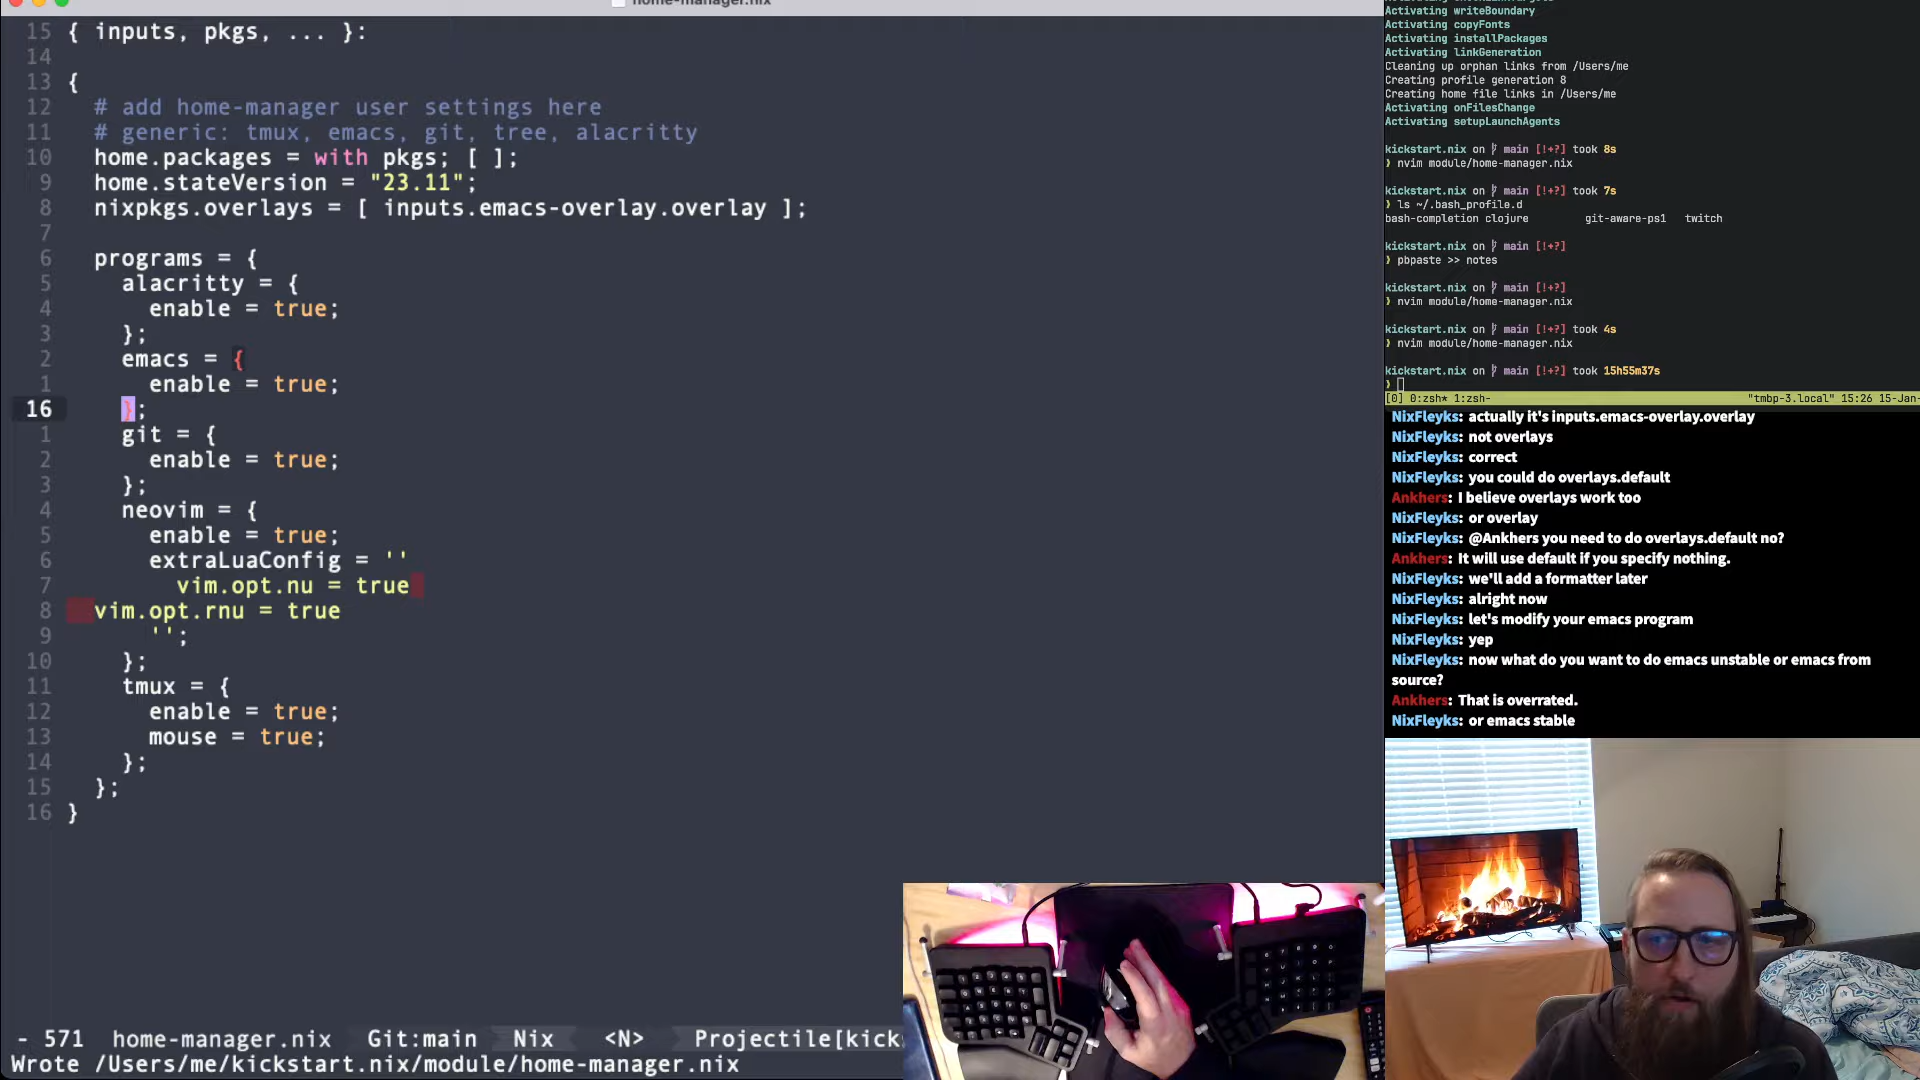 home-manager.nix
15 { inputs, pkgs, ... }:
14
13 {
12 # add home-manager user settings here
11 # generic: tmux, emacs, git, tree, alacritty
10 home.packages = with pkgs; [ ];
9 home.stateVersion = "23.11";
8 nixpkgs.overlays = [ inputs.emacs-overlay.overlay ];
7
6 programs = {
5 alacritty = {
4 enable = true;
3 };
2 emacs = {
1 enable = true;
16 };
1 git = {
2 enable = true;
3 };
4 neovim = {
5 enable = true;
6 extraLuaConfig = ''
7 vim.opt.nu = true
8 vim.opt.rnu = true
9 '';
10 };
11 tmux = {
12 enable = true;
13 mouse = true;
14 };
15 };
16 }
- 571 home-manager.nix Git:main Nix <N> Projectile[kick
Wrote /Users/me/kickstart.nix/module/home-manager.nix
Activating writeBoundary
Activating copyFonts
Activating installPackages
Activating linkGeneration
Cleaning up orphan links from /Users/me
Creating profile generation 8
Creating home file links in /Users/me
Activating onFilesChange
Activating setupLaunchAgents
kickstart.nix on main [!+?] took 8s
❯ nvim module/home-manager.nix
kickstart.nix on main [!+?] took 7s
❯ ls ~/.bash_profile.d
bash-completion clojure git-aware-ps1 twitch
kickstart.nix on main [!+?]
❯ pbpaste >> notes
kickstart.nix on main [!+?]
❯ nvim module/home-manager.nix
kickstart.nix on main [!+?] took 4s
❯ nvim module/home-manager.nix
kickstart.nix on main [!+?] took 15h55m37s
❯
[0] 0:zsh* 1:zsh- "tmbp-3.local" 15:26 15-Jan-
NixFleyks: actually it's inputs.emacs-overlay.overlay
NixFleyks: not overlays
NixFleyks: correct
NixFleyks: you could do overlays.default
Ankhers: I believe overlays work too
NixFleyks: or overlay
NixFleyks: @Ankhers you need to do overlays.default no?
Ankhers: It will use default if you specify nothing.
NixFleyks: we'll add a formatter later
NixFleyks: alright now
NixFleyks: let's modify your emacs program
NixFleyks: yep
NixFleyks: now what do you want to do emacs unstable or emacs from
source?
Ankhers: That is overrated.
NixFleyks: or emacs stable